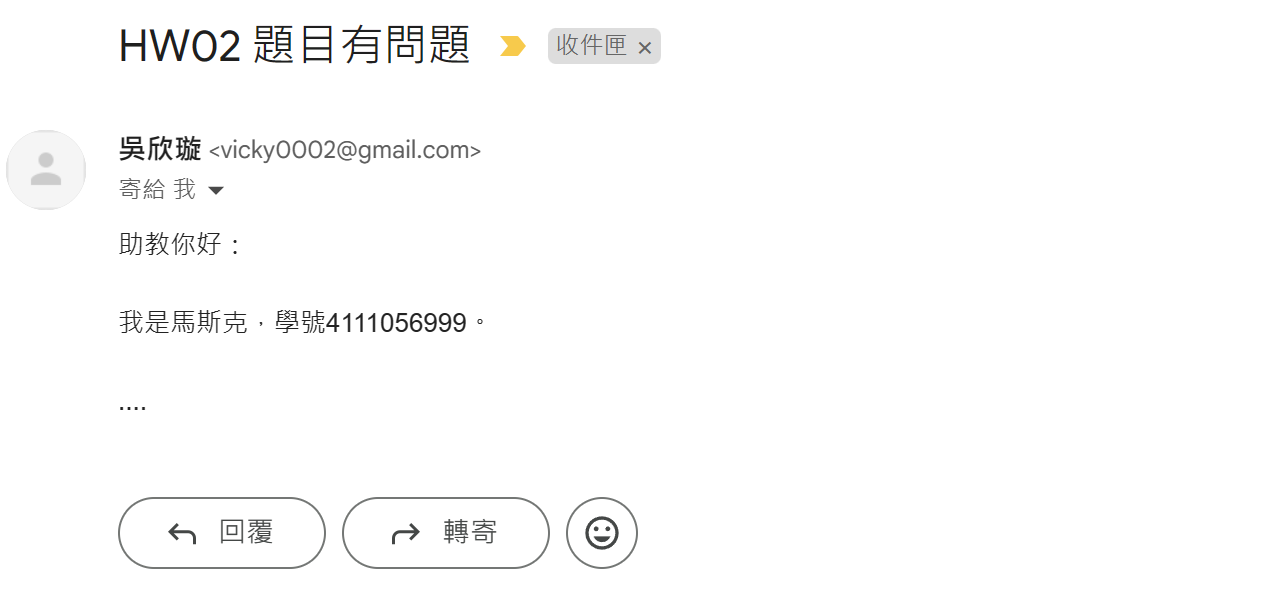 HW02 題目有問題 收件匣 ×
吳欣璇 <vicky0002@gmail.com>
寄給 我
助教你好：
我是馬斯克，學號4111056999。
....
回覆 轉寄